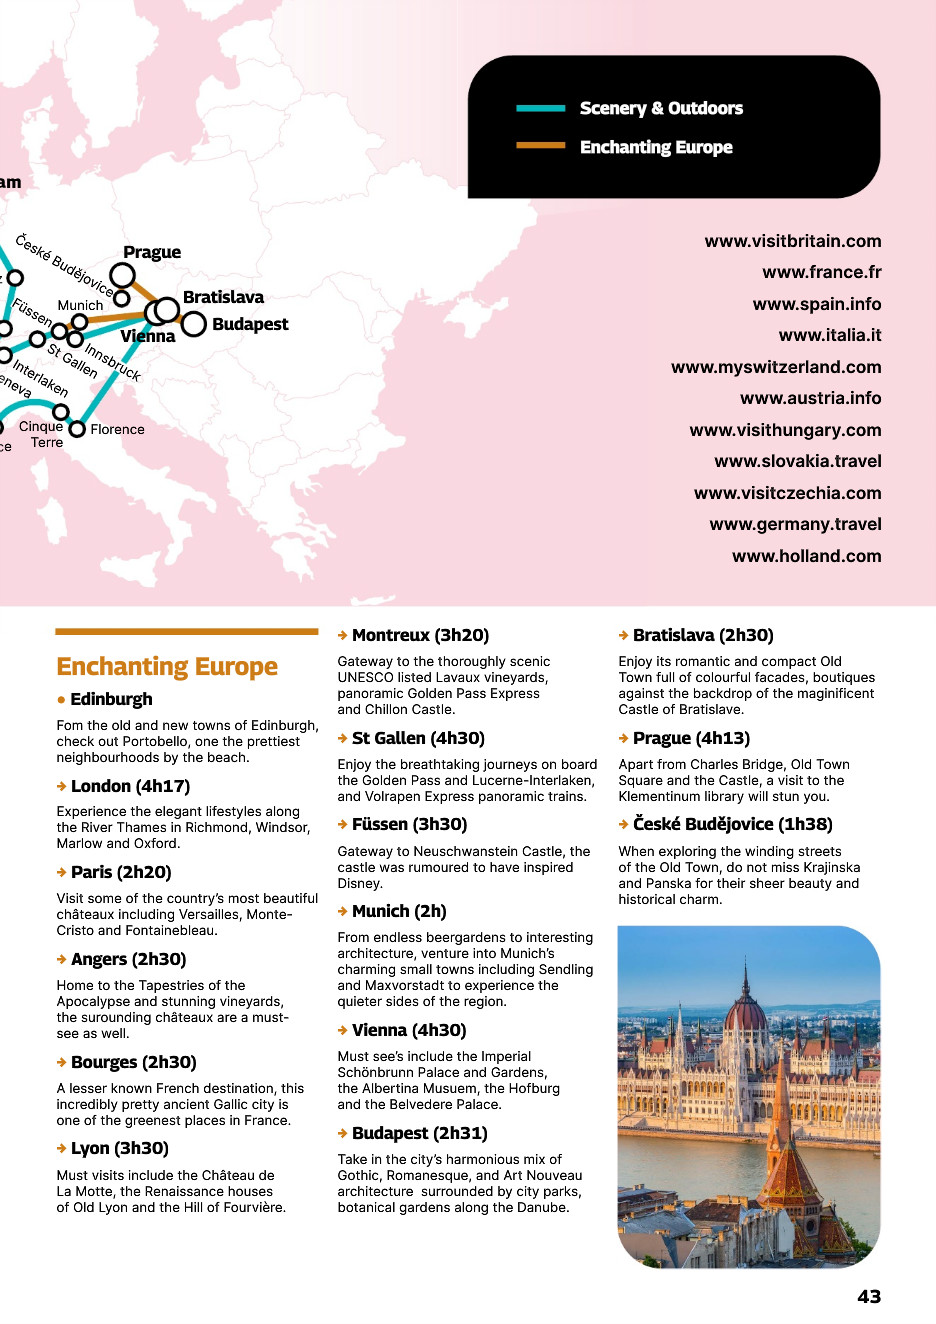 Scenery & Outdoors
Enchanting Europe
am
České Budějovice
Prague
Füssen
Munich
Bratislava
Budapest
Vienna
St Gallen
Innsbruck
Interlaken
eneva
Cinque
Terre
Florence
ce
www.visitbritain.com
www.france.fr
www.spain.info
www.italia.it
www.myswitzerland.com
www.austria.info
www.visithungary.com
www.slovakia.travel
www.visitczechia.com
www.germany.travel
www.holland.com
Enchanting Europe
• Edinburgh
Fom the old and new towns of Edinburgh,
check out Portobello, one the prettiest
neighbourhoods by the beach.
→ London (4h17)
Experience the elegant lifestyles along
the River Thames in Richmond, Windsor,
Marlow and Oxford.
→ Paris (2h20)
Visit some of the country's most beautiful
châteaux including Versailles, Monte-
Cristo and Fontainebleau.
→ Angers (2h30)
Home to the Tapestries of the
Apocalypse and stunning vineyards,
the surounding châteaux are a must-
see as well.
→ Bourges (2h30)
A lesser known French destination, this
incredibly pretty ancient Gallic city is
one of the greenest places in France.
→ Lyon (3h30)
Must visits include the Château de
La Motte, the Renaissance houses
of Old Lyon and the Hill of Fourvière.
→ Montreux (3h20)
Gateway to the thoroughly scenic
UNESCO listed Lavaux vineyards,
panoramic Golden Pass Express
and Chillon Castle.
→ St Gallen (4h30)
Enjoy the breathtaking journeys on board
the Golden Pass and Lucerne-Interlaken,
and Volrapen Express panoramic trains.
→ Füssen (3h30)
Gateway to Neuschwanstein Castle, the
castle was rumoured to have inspired
Disney.
→ Munich (2h)
From endless beergardens to interesting
architecture, venture into Munich's
charming small towns including Sendling
and Maxvorstadt to experience the
quieter sides of the region.
→ Vienna (4h30)
Must see's include the Imperial
Schönbrunn Palace and Gardens,
the Albertina Musuem, the Hofburg
and the Belvedere Palace.
→ Budapest (2h31)
Take in the city's harmonious mix of
Gothic, Romanesque, and Art Nouveau
architecture surrounded by city parks,
botanical gardens along the Danube.
→ Bratislava (2h30)
Enjoy its romantic and compact Old
Town full of colourful facades, boutiques
against the backdrop of the maginificent
Castle of Bratislave.
→ Prague (4h13)
Apart from Charles Bridge, Old Town
Square and the Castle, a visit to the
Klementinum library will stun you.
→ České Budějovice (1h38)
When exploring the winding streets
of the Old Town, do not miss Krajinska
and Panska for their sheer beauty and
historical charm.
43